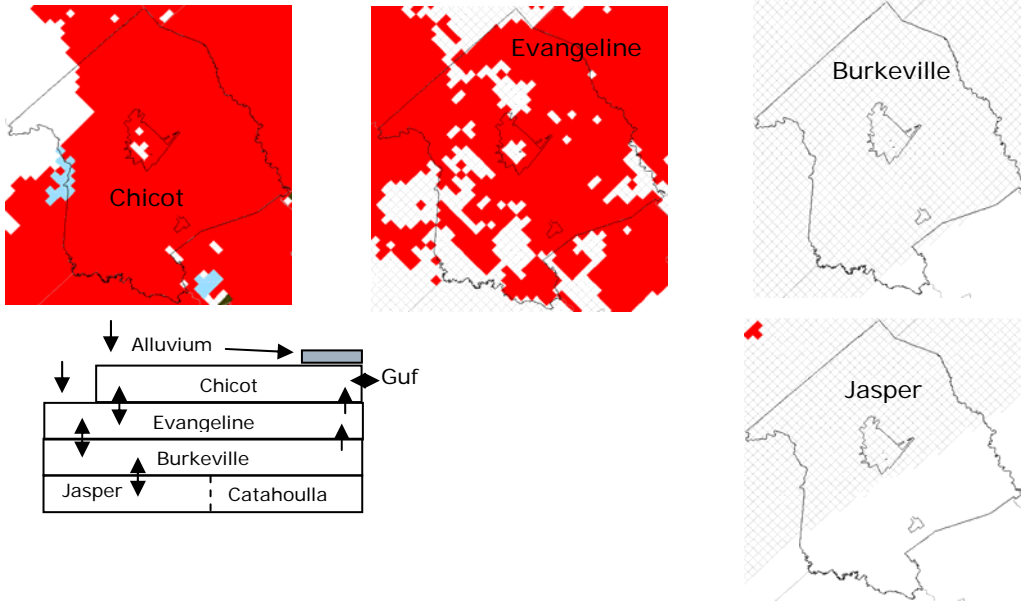 Evangeline
Burkeville
Chicot
Alluvium
Chicot
Guf
Evangeline
Burkeville
Jasper
Catahoulla
Jasper